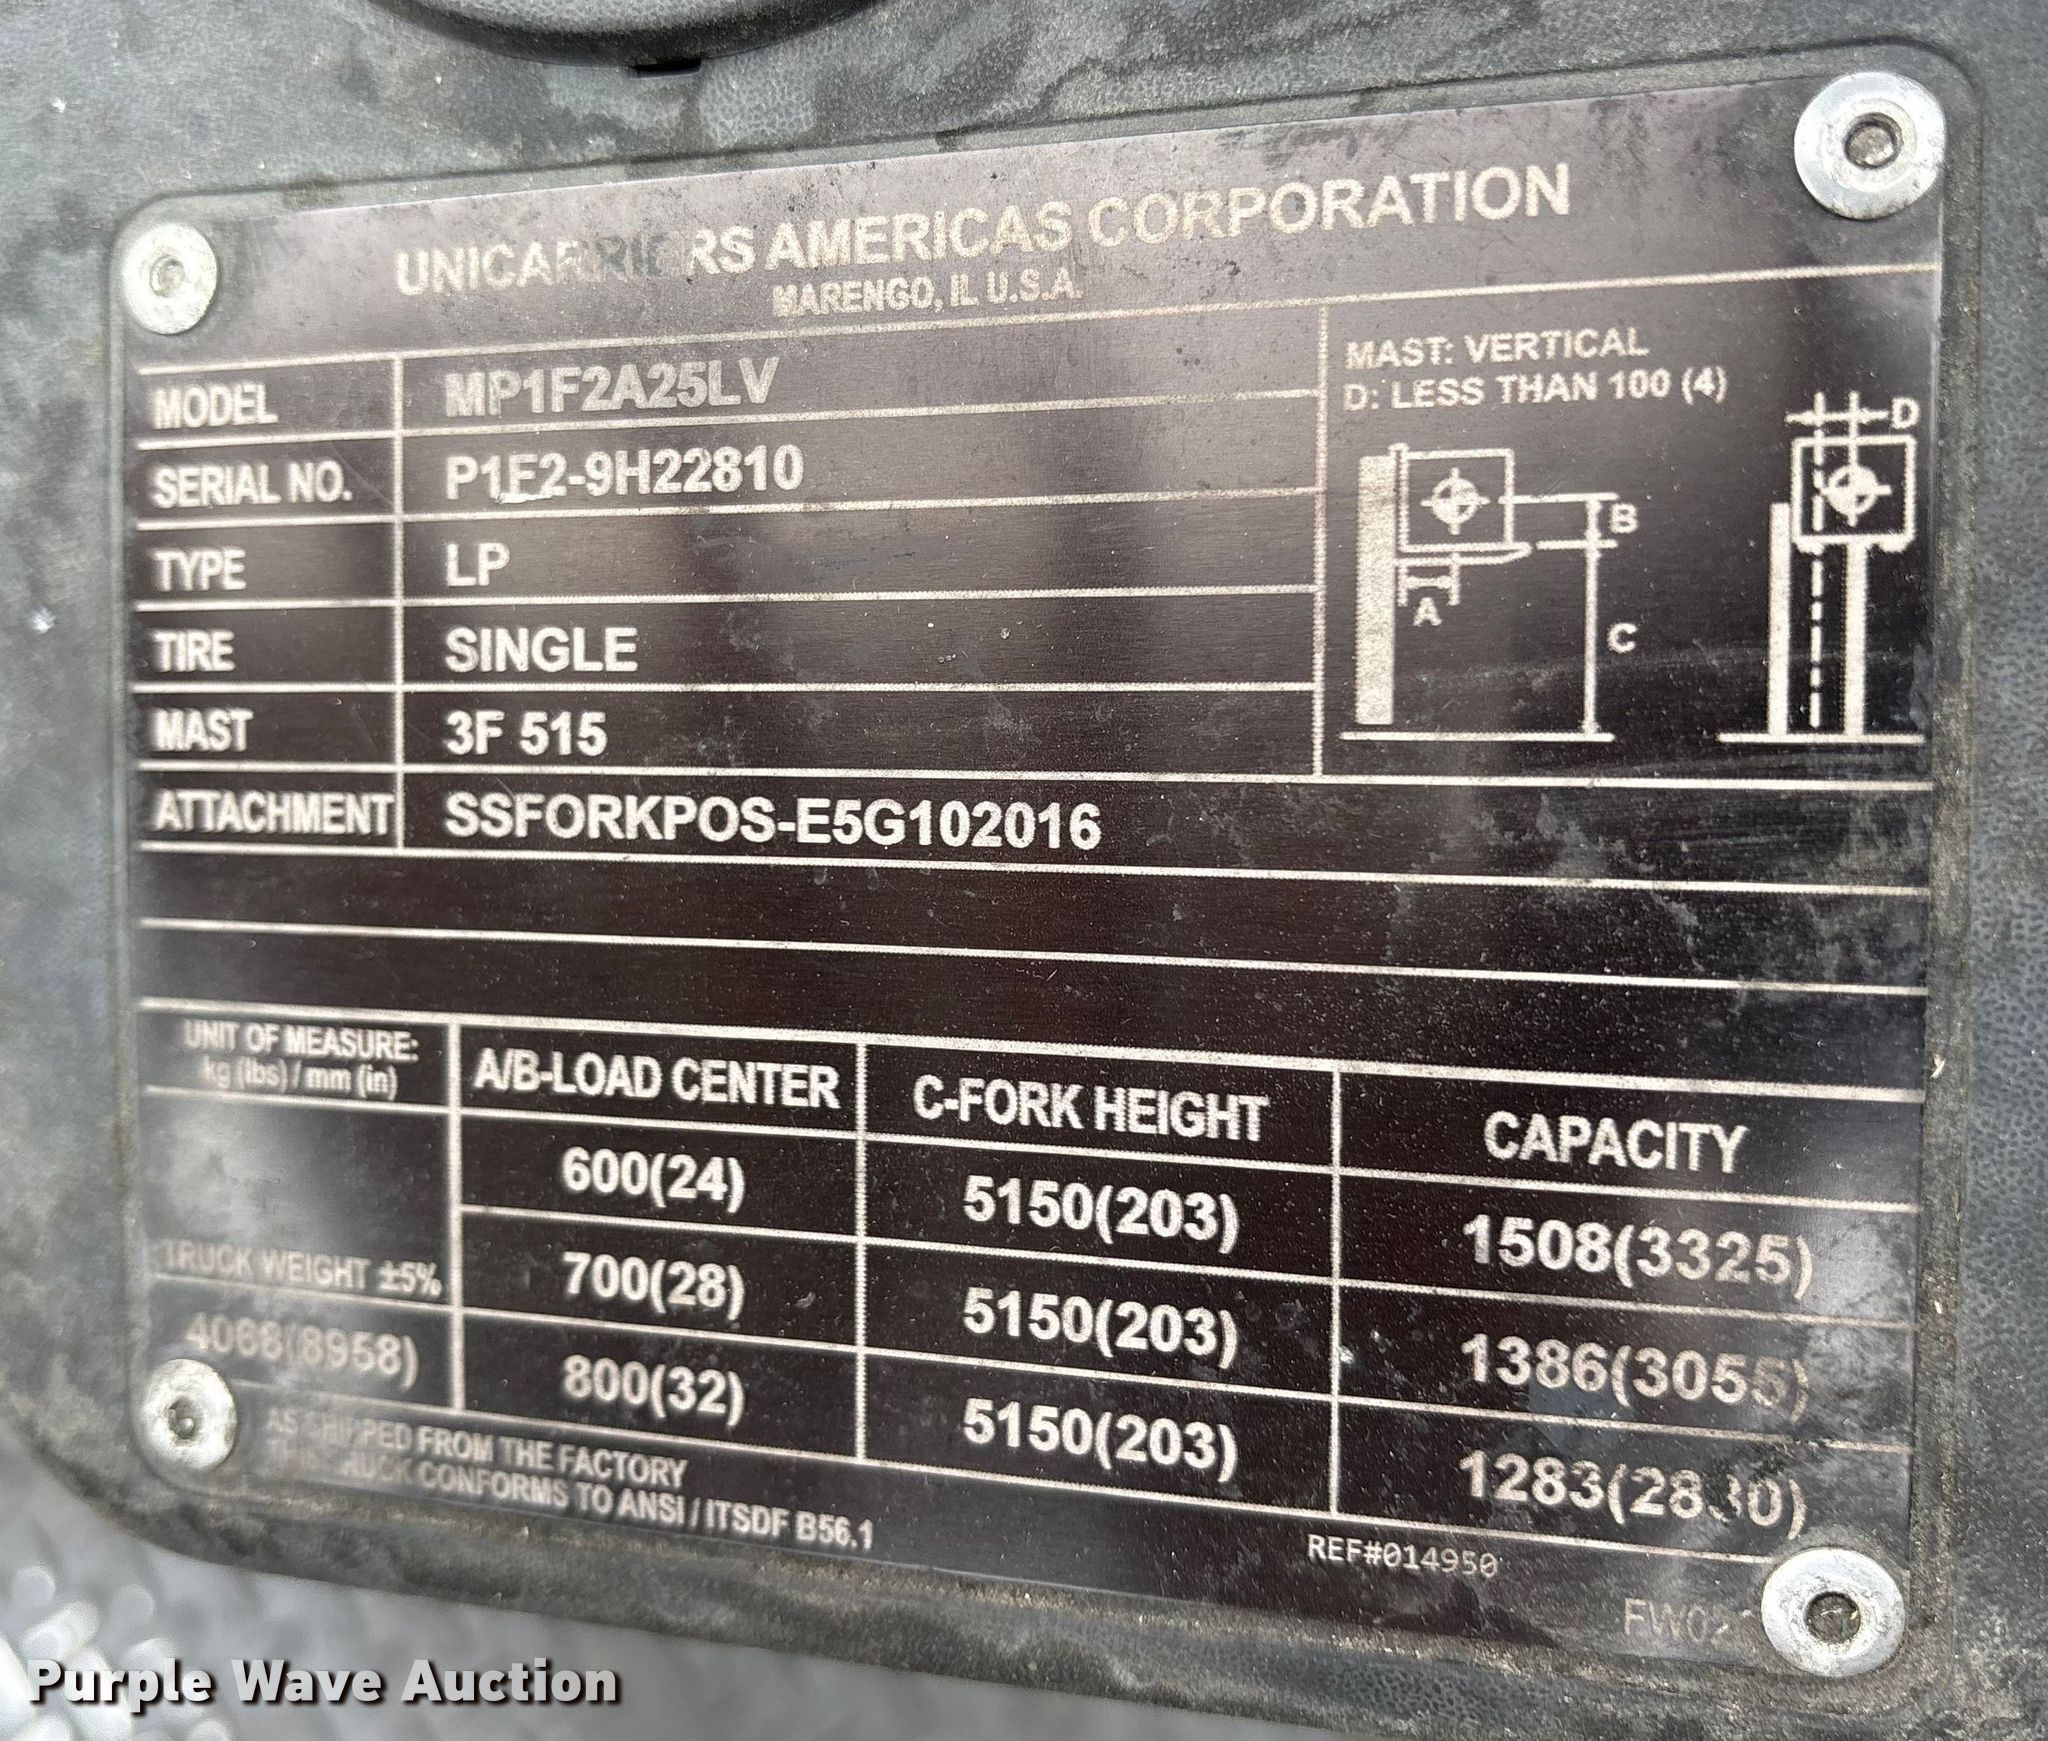 UNICARRIERS AMERICAS CORPORATION
MARENGO, IL U.S.A.
MODEL MP1F2A25LV
SERIAL NO. P1F2-9H22810
TYPE LP
TIRE SINGLE
MAST 3F 515
ATTACHMENT SSFORKPOS-E5G102016
MAST: VERTICAL
D: LESS THAN 100 (4)
D
B
A
C
UNIT OF MEASURE:
kg (lbs) / mm (in)
A/B-LOAD CENTER C-FORK HEIGHT CAPACITY
600(24) 5150(203) 1508(3325)
700(28) 5150(203) 1386(3055)
800(32) 5150(203) 1283(2830)
TRUCK WEIGHT ±5%
4068(8958)
AS SHIPPED FROM THE FACTORY
THIS TRUCK CONFORMS TO ANSI / ITSDF B56.1
REF#014950
Purple Wave Auction